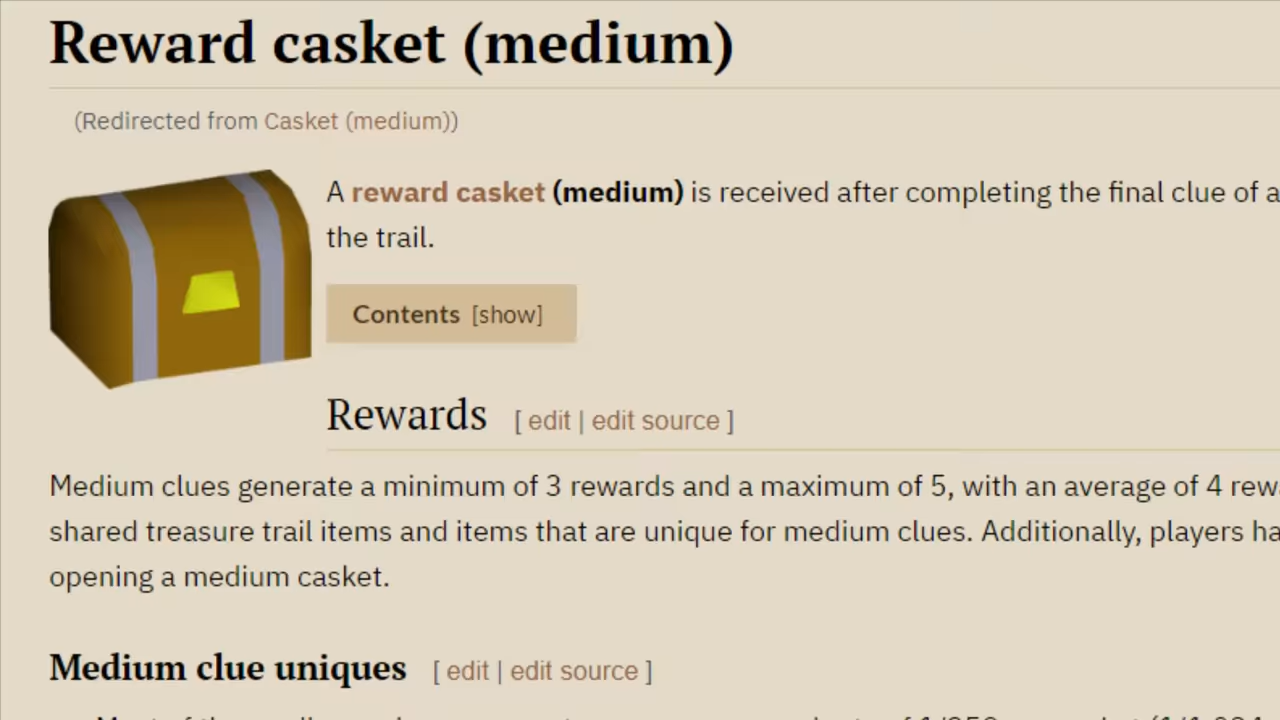 Reward casket (medium)
(Redirected from Casket (medium))
A reward casket (medium) is received after completing the final clue of a
the trail.
Contents [show]
Rewards [ edit | edit source ]
Medium clues generate a minimum of 3 rewards and a maximum of 5, with an average of 4
shared treasure trail items and items that are unique for medium clues. Additionally, players
opening a medium casket.
Medium clue uniques [ edit | edit source ]